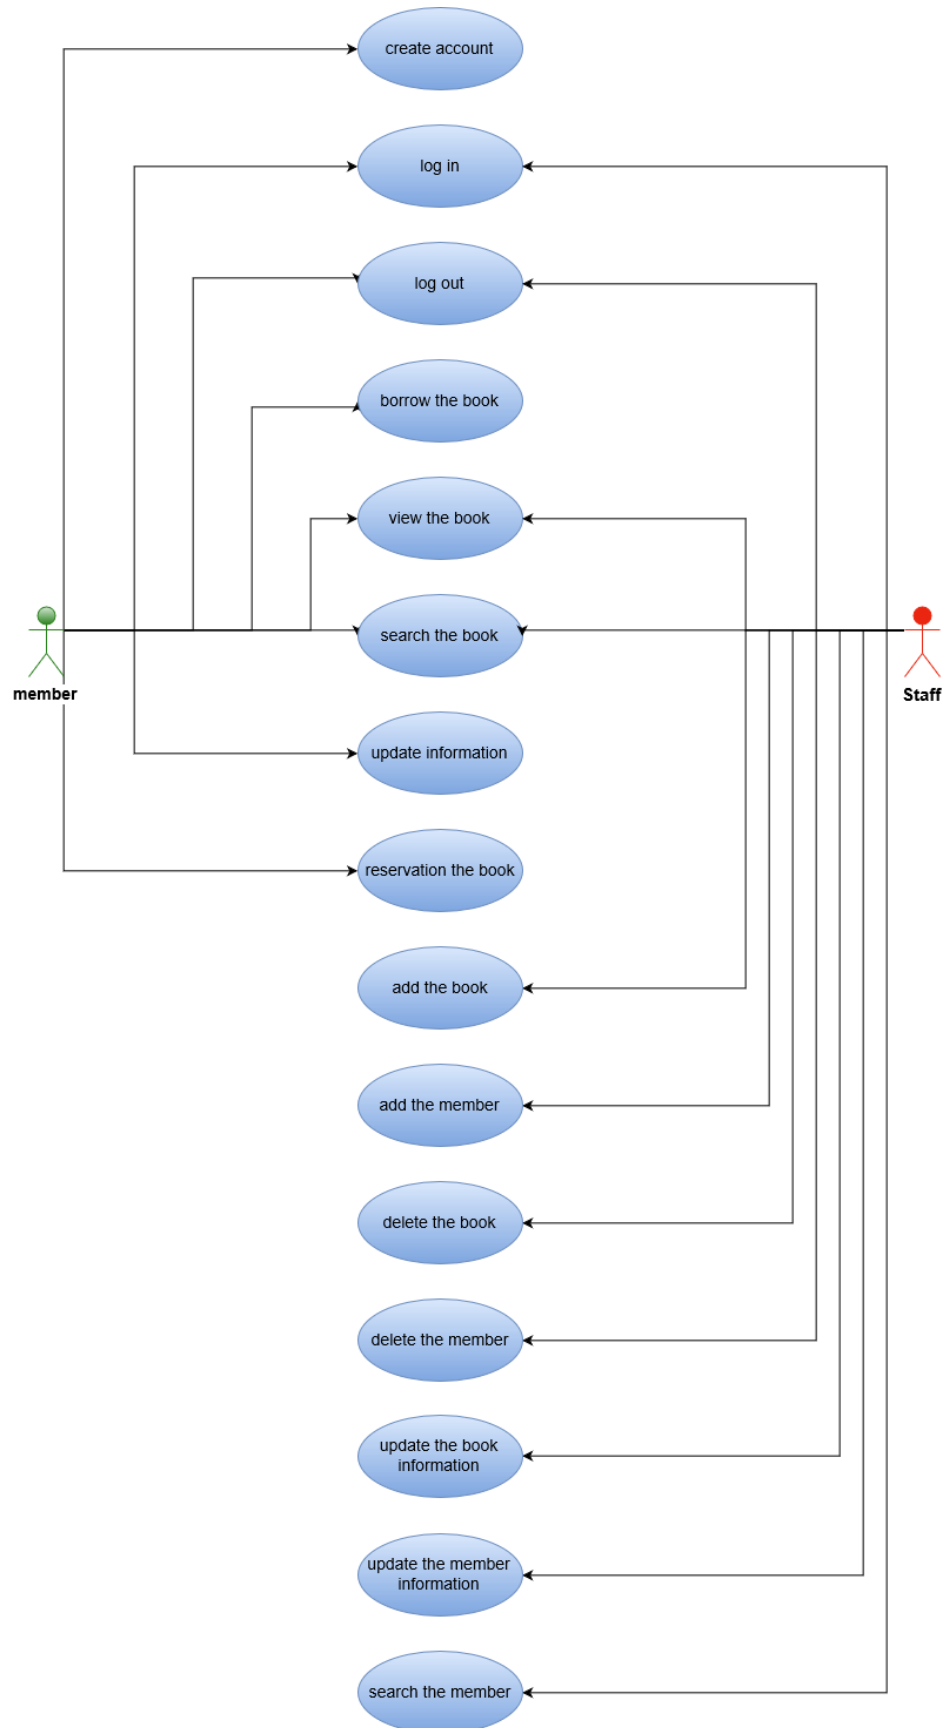 create account
log in
log out
borrow the book
view the book
search the book
member
Staff
update information
reservation the book
add the book
add the member
delete the book
delete the member
update the book
information
update the member
information
search the member